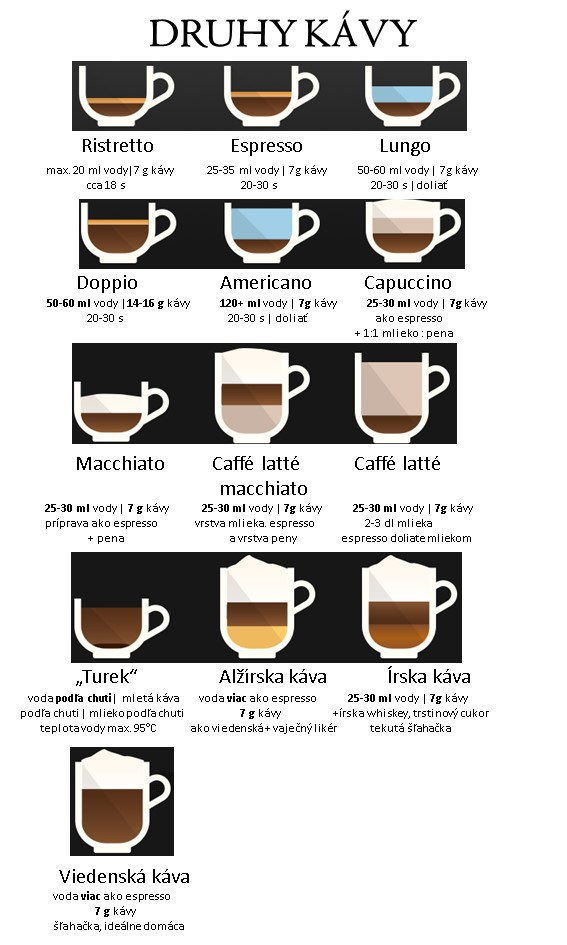 DRUHY KÁVY
Ristretto
max. 20 ml vody|7 g kávy
cca 18 s
Espresso
25-35 ml vody | 7g kávy
20-30 s
Lungo
50-60 ml vody | 7g kávy
20-30 s | doliať
Doppio
50-60 ml vody | 14-16 g kávy
20-30 s
Americano
120+ ml vody | 7g kávy
20-30 s | doliať
Capuccino
25-30 ml vody | 7g kávy
ako espresso
+ 1:1 mlieko : pena
Macchiato
25-30 ml vody | 7 g kávy
príprava ako espresso
+ pena
Caffé latté
macchiato
25-30 ml vody | 7g kávy
vrstva mlieka. espresso
a vrstva peny
Caffé latté
25-30 ml vody | 7g kávy
2-3 dl mlieka
espresso doliate mliekom
„Turek“
voda podľa chuti | mletá káva
podľa chuti | mlieko podľa chuti
teplota vody max. 95°C
Alžírska káva
voda viac ako espresso
7 g kávy
ako viedenská + vaječný likér
Írska káva
25-30 ml vody | 7g kávy
+írska whiskey, trstinový cukor
tekutá šľahačka
Viedenská káva
voda viac ako espresso
7 g kávy
šľahačka, ideálne domáca